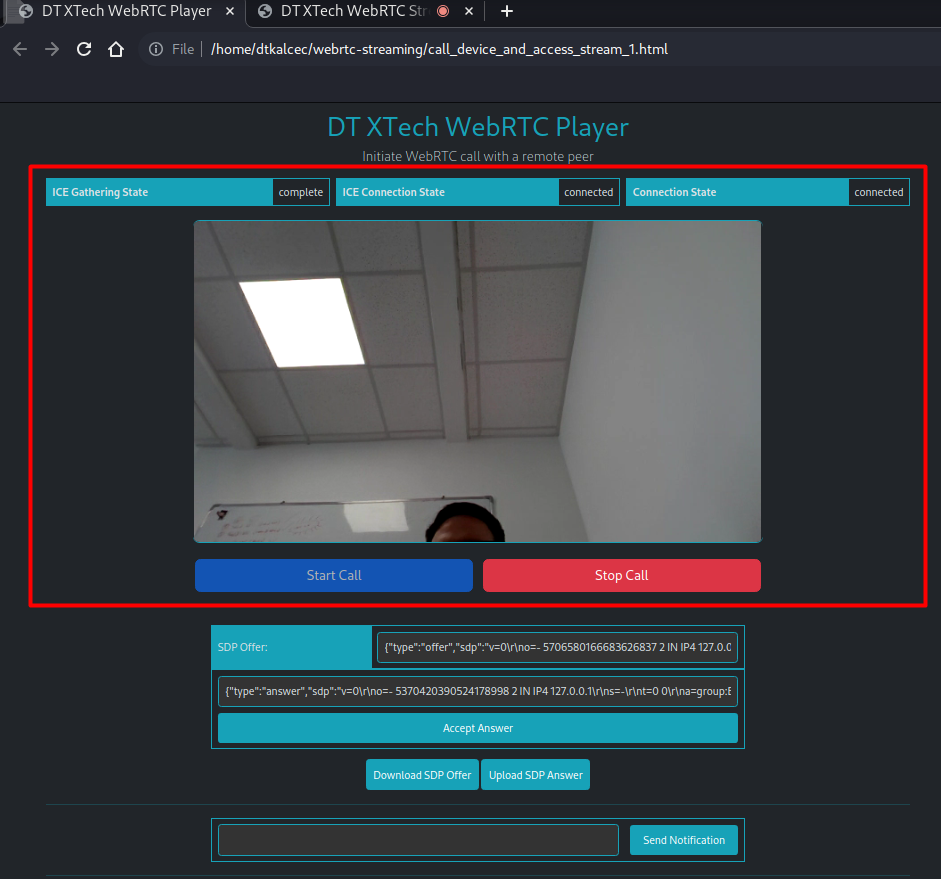 DT XTech WebRTC Player
DT XTech WebRTC Str
File
/home/dtkalcec/webrtc-streaming/call_device_and_access_stream_1.html
DT XTech WebRTC Player
Initiate WebRTC call with a remote peer
ICE Gathering State complete ICE Connection State connected Connection State connected
Start Call Stop Call
SDP Offer: {"type":"offer","sdp":"v=0\r\no=- 5706580166683626837 2 IN IP4 127.0.0
{"type":"answer","sdp":"v=0\r\no=- 5370420390524178998 2 IN IP4 127.0.0.1\r\ns=-\r\nt=0 0\r\na=group:B
Accept Answer
Download SDP Offer Upload SDP Answer
Send Notification